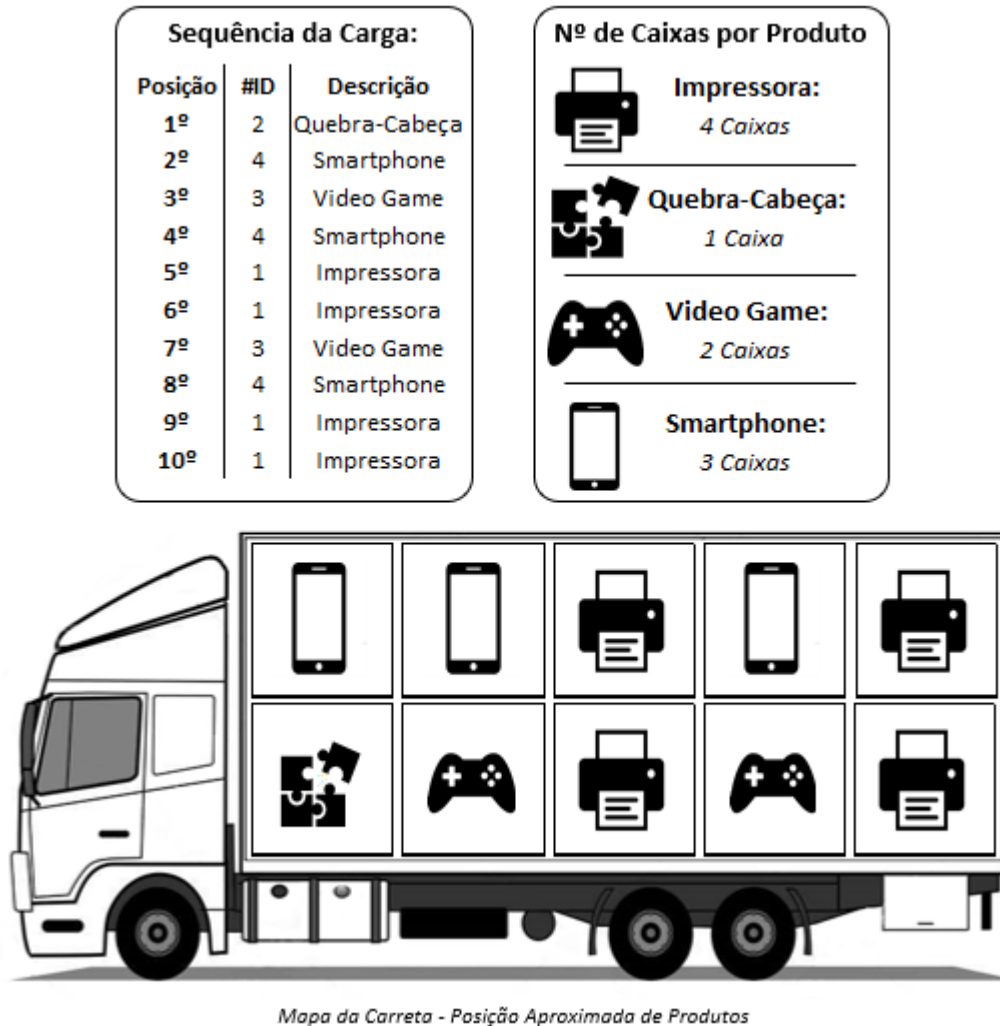 Sequência da Carga:
Posição #ID Descrição
1º 2 Quebra-Cabeça
2º 4 Smartphone
3º 3 Video Game
4º 4 Smartphone
5º 1 Impressora
6º 1 Impressora
7º 3 Video Game
8º 4 Smartphone
9º 1 Impressora
10º 1 Impressora
Nº de Caixas por Produto
Impressora:
4 Caixas
Quebra-Cabeça:
1 Caixa
Video Game:
2 Caixas
Smartphone:
3 Caixas
Mapa da Carreta - Posição Aproximada de Produtos